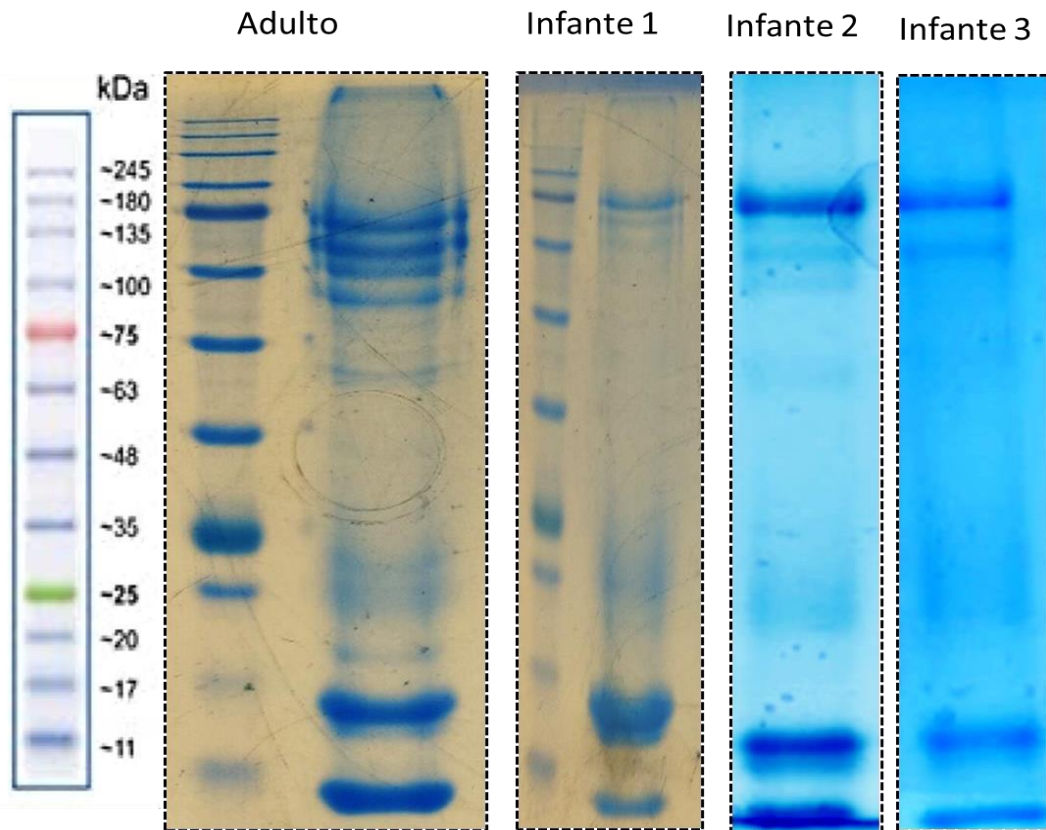 Adulto
Infante 1
Infante 2
Infante 3
kDa
~245
~180
~135
~100
~75
~63
~48
~35
~25
~20
~17
~11